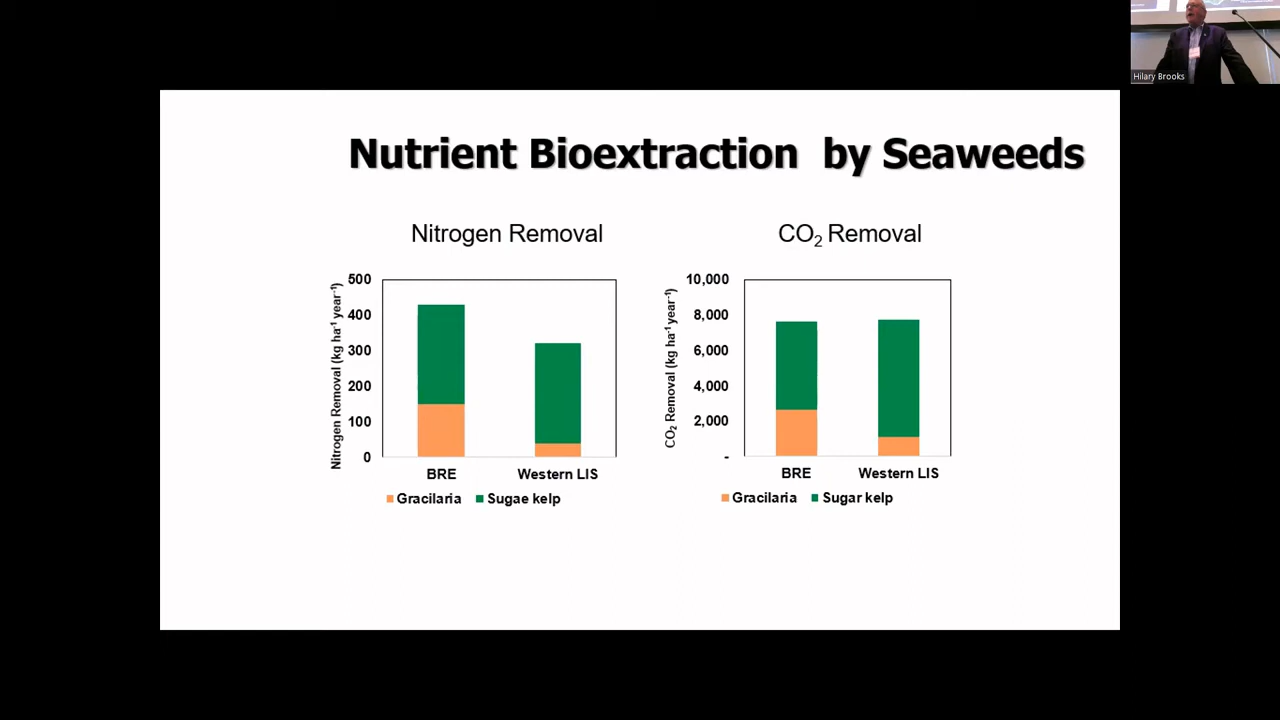 Hilary Brooks
Nutrient Bioextraction by Seaweeds
Nitrogen Removal
Nitrogen Removal (kg ha⁻¹ year⁻¹)
500
400
300
200
100
0
BRE Western LIS
Gracilaria Sugae kelp
CO₂ Removal
CO₂ Removal (kg ha⁻¹ year⁻¹)
10,000
8,000
6,000
4,000
2,000
-
BRE Western LIS
Gracilaria Sugar kelp